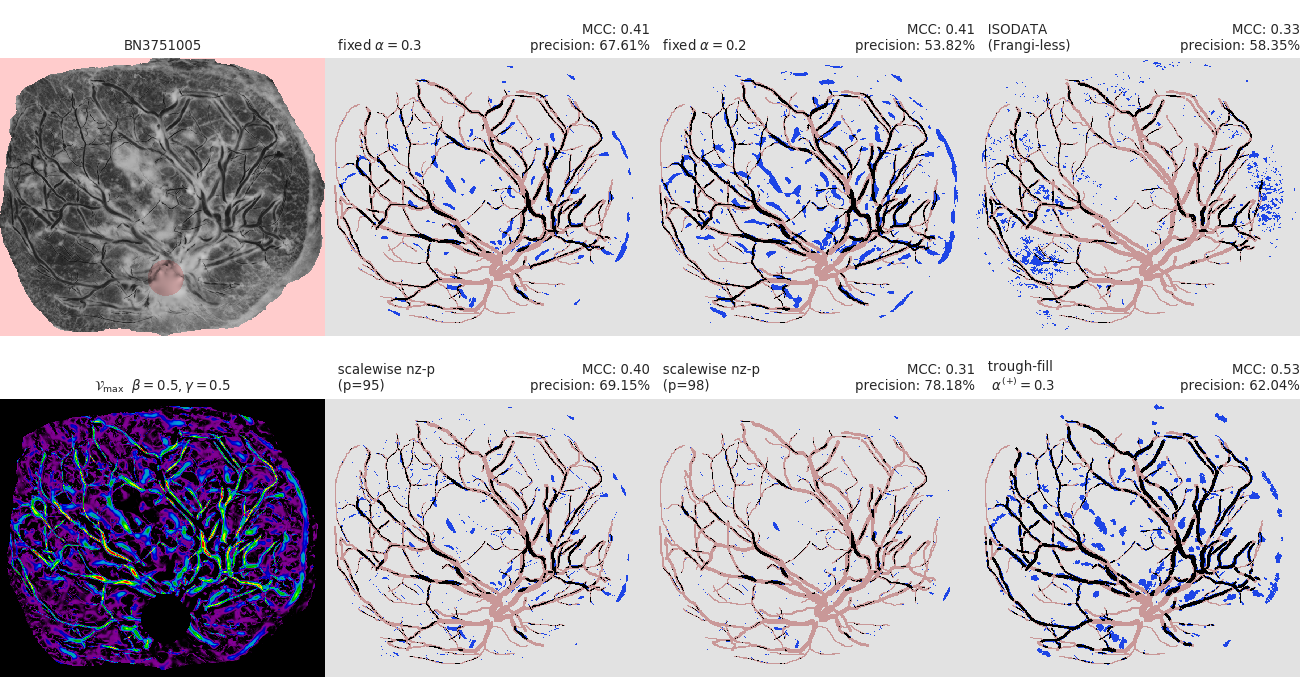 BN3751005
fixed α = 0.3
MCC: 0.41
precision: 67.61%
fixed α = 0.2
MCC: 0.41
precision: 53.82%
ISODATA
(Frangi-less)
MCC: 0.33
precision: 58.35%
𝒱max β = 0.5, γ = 0.5
scalewise nz-p
(p=95)
MCC: 0.40
precision: 69.15%
scalewise nz-p
(p=98)
MCC: 0.31
precision: 78.18%
trough-fill
α(+) = 0.3
MCC: 0.53
precision: 62.04%